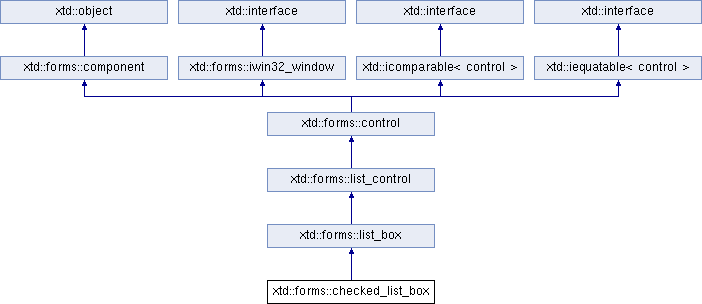 xtd::object
xtd::interface
xtd::interface
xtd::interface
xtd::forms::component
xtd::forms::iwin32_window
xtd::icomparable< control >
xtd::iequatable< control >
xtd::forms::control
xtd::forms::list_control
xtd::forms::list_box
xtd::forms::checked_list_box